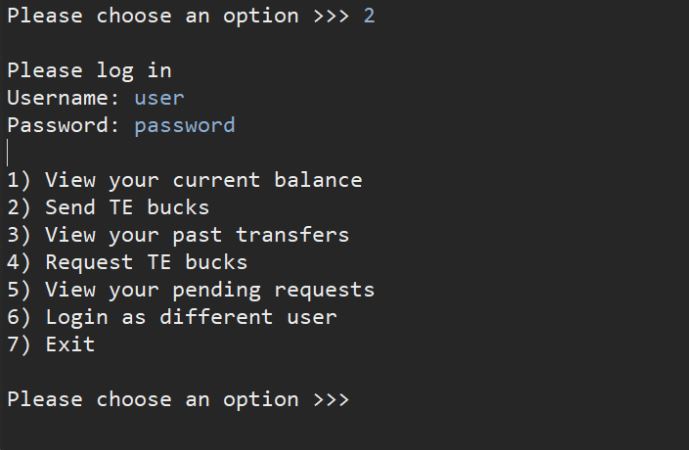 Please choose an option >>> 2
Please log in
Username: user
Password: password
1) View your current balance
2) Send TE bucks
3) View your past transfers
4) Request TE bucks
5) View your pending requests
6) Login as different user
7) Exit
Please choose an option >>>